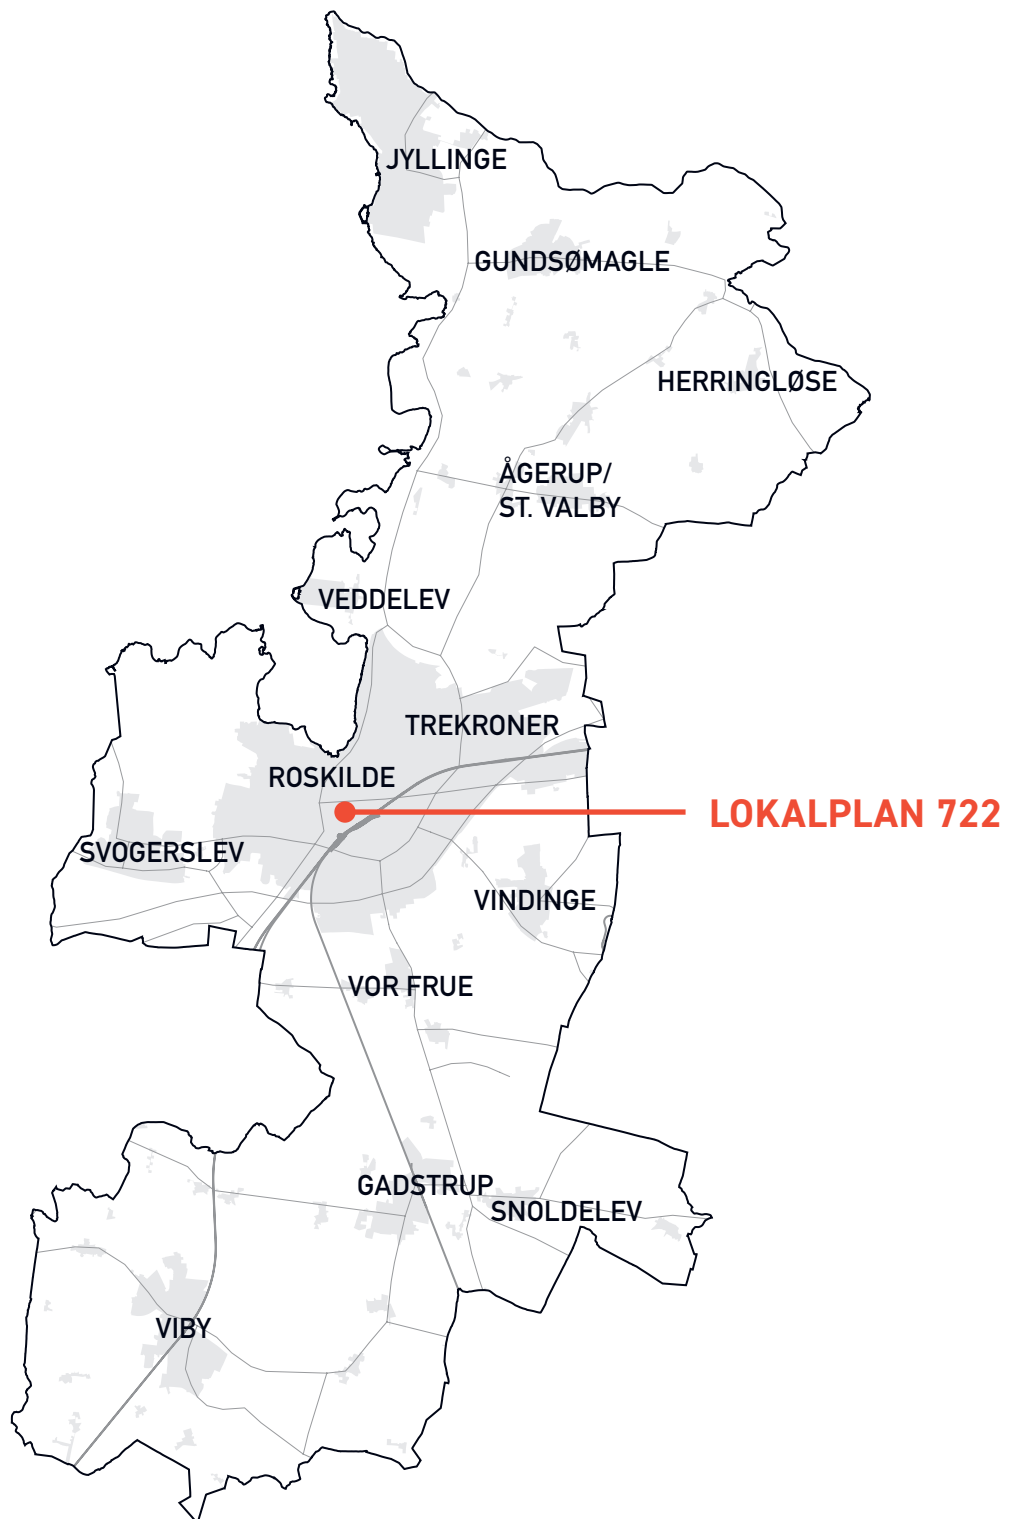 JYLLINGE
GUNDSØMAGLE
HERRINGLØSE
ÅGERUP/
ST. VALBY
VEDDELEV
TREKRONER
ROSKILDE
LOKALPLAN 722
SVOGERSLEV
VINDINGE
VOR FRUE
GADSTRUP
SNOLDELEV
VIBY